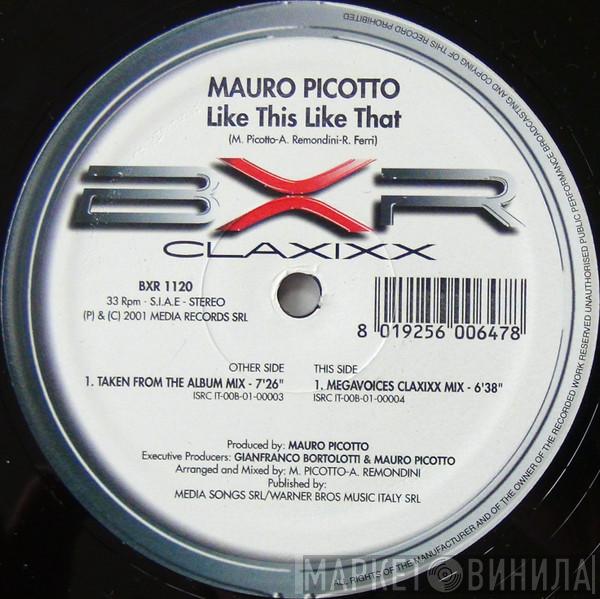 MAURO PICOTTO
Like This Like That
(M. Picotto-A. Remondini-R. Ferri)
BXR
CLAXIXX
BXR 1120
33 Rpm - S.I.A.E - STEREO
(P) & (C) 2001 MEDIA RECORDS SRL
8 019256 006478
OTHER SIDE
1. TAKEN FROM THE ALBUM MIX - 7'26"
ISRC IT-00B-01-00003
THIS SIDE
1. MEGAVOICES CLAXIXX MIX - 6'38"
ISRC IT-00B-01-00004
Produced by: MAURO PICOTTO
Executive Producers: GIANFRANCO BORTOLOTTI & MAURO PICOTTO
Arranged and Mixed by: M. PICOTTO-A. REMONDINI
Published by:
MEDIA SONGS SRL/WARNER BROS MUSIC ITALY SRL
ALL RIGHTS OF THE MANUFACTURER AND OF THE OWNER OF THE RECORDED WORK RESERVED UNAUTHORISED PUBLIC PERFORMANCE BROADCASTING AND COPYING OF THIS RECORD PROHIBITED
МАРКЕТ ВИНИЛА